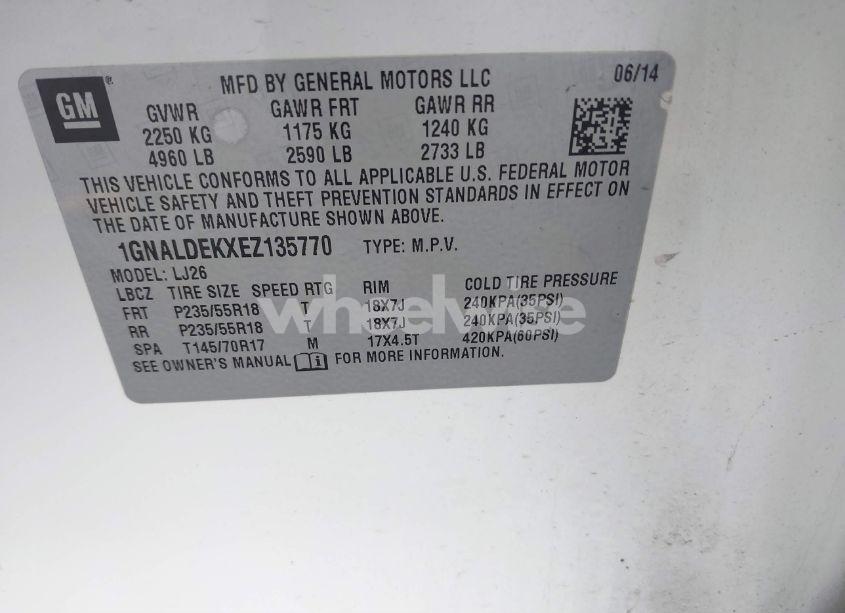 GM
MFD BY GENERAL MOTORS LLC 06/14
GVWR GAWR FRT GAWR RR
2250 KG 1175 KG 1240 KG
4960 LB 2590 LB 2733 LB
THIS VEHICLE CONFORMS TO ALL APPLICABLE U.S. FEDERAL MOTOR
VEHICLE SAFETY AND THEFT PREVENTION STANDARDS IN EFFECT ON
THE DATE OF MANUFACTURE SHOWN ABOVE.
1GNALDEKXEZ135770 TYPE: M.P.V.
MODEL: LJ26
LBCZ TIRE SIZE SPEED RTG RIM COLD TIRE PRESSURE
FRT P235/55R18 T 18X7J 240KPA(35PSI)
RR P235/55R18 T 18X7J 240KPA(35PSI)
SPA T145/70R17 M 17X4.5T 420KPA(60PSI)
SEE OWNER'S MANUAL i FOR MORE INFORMATION.